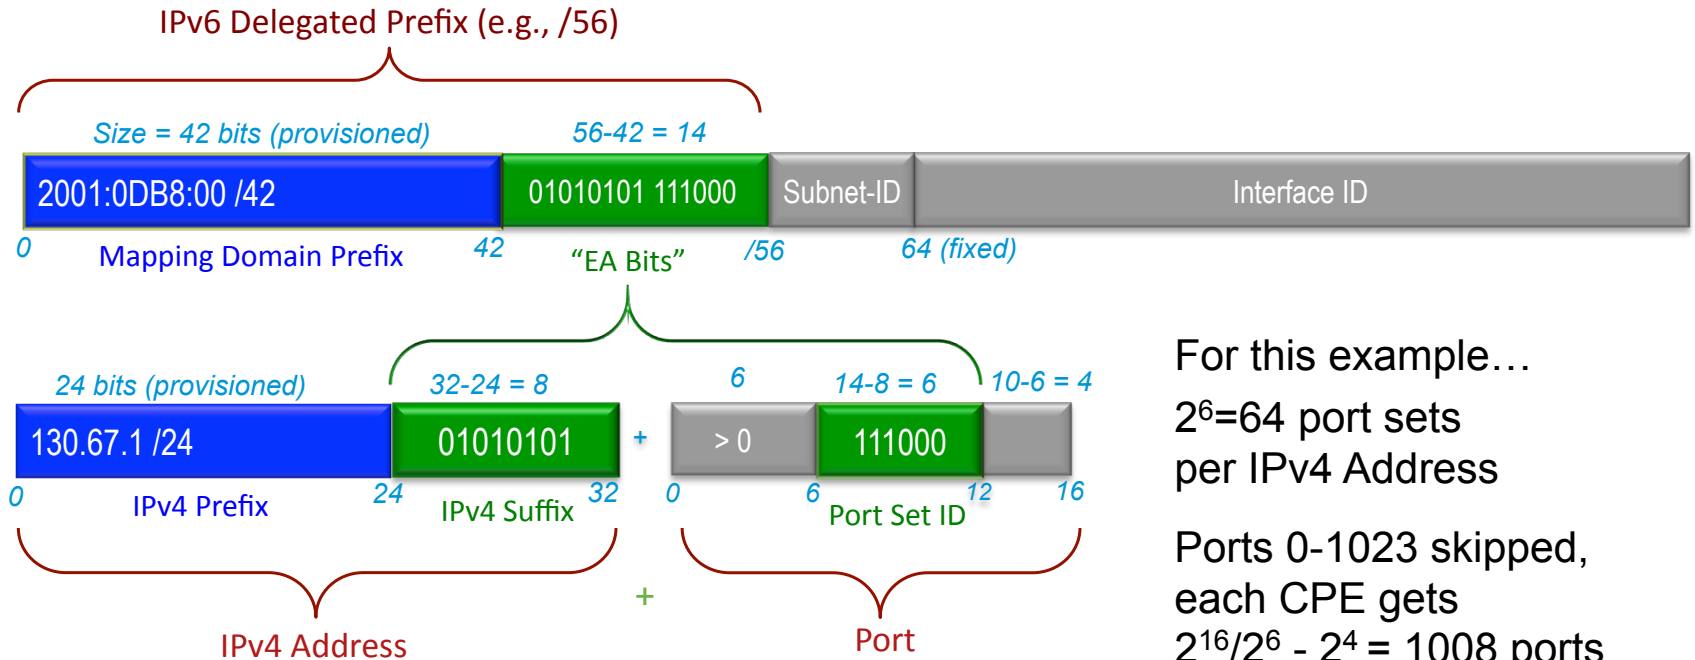 IPv6 Delegated Prefix (e.g., /56)
Size = 42 bits (provisioned) 56-42 = 14
2001:0DB8:00 /42 01010101 111000 Subnet-ID Interface ID
0 Mapping Domain Prefix 42 "EA Bits" /56 64 (fixed)
24 bits (provisioned) 32-24 = 8 6 14-8 = 6 10-6 = 4
130.67.1 /24 01010101 + > 0 111000
0 IPv4 Prefix 24 IPv4 Suffix 32 0 6 Port Set ID 12 16
+
IPv4 Address Port
For this example…
2⁶=64 port sets
per IPv4 Address
Ports 0-1023 skipped,
each CPE gets
2¹⁶/2⁶ - 2⁴ = 1008 ports